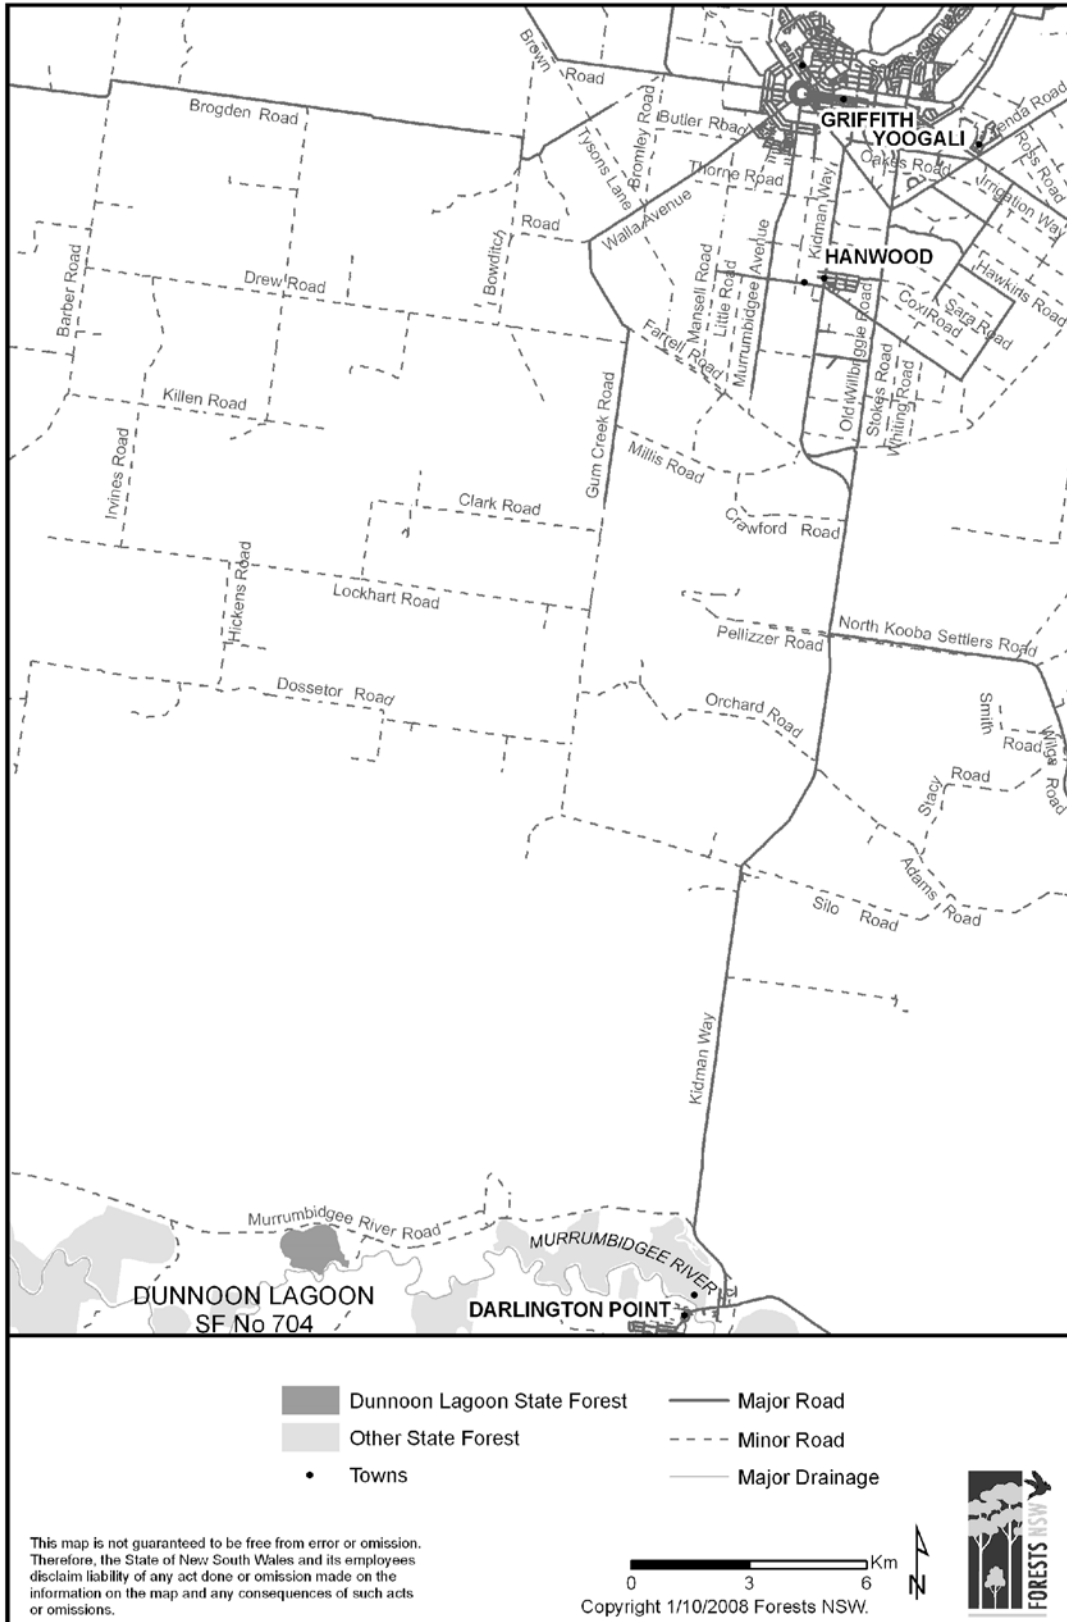 Brown
Road
Brogden Road
Bromley Road
Butler Road
Tysons Lane
GRIFFITH
YOOGALI
enda Road
Ross Road
Oakes Road
Irrigation Way
Thorne Road
Kidman Way
Walla Avenue
Road
Bowditch
HANWOOD
Barber Road
Drew Road
Mansell Road
Little Road
Murrumbidgee Avenue
Hawkins Road
Sara Road
Cox Road
Farrell Road
Old Willbriggie Road
Stokes Road
Whiting Road
Killen Road
Gum Creek Road
Irvines Road
Millis Road
Clark Road
Crawford Road
Hickens Road
Lockhart Road
North Kooba Settlers Road
Pellizzer Road
Dossetor Road
Orchard Road
Smith
Road
Wilga Road
Road
Stacy
Adams Road
Silo Road
Kidman Way
Murrumbidgee River Road
MURRUMBIDGEE RIVER
DUNNOON LAGOON
SF No 704
DARLINGTON POINT
Dunnoon Lagoon State Forest
Other State Forest
Towns
Major Road
Minor Road
Major Drainage
This map is not guaranteed to be free from error or omission.
Therefore, the State of New South Wales and its employees
disclaim liability of any act done or omission made on the
information on the map and any consequences of such acts
or omissions.
Km
0 3 6
N
Copyright 1/10/2008 Forests NSW.
FORESTS NSW